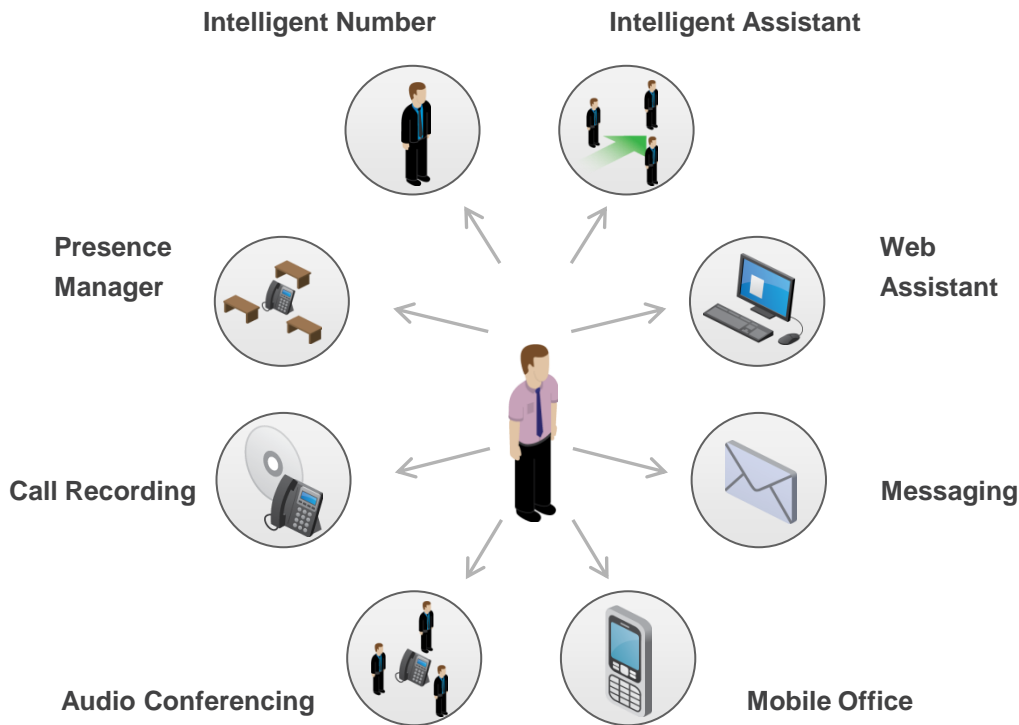 Intelligent Number
Intelligent Assistant
Presence
Manager
Web
Assistant
Call Recording
Messaging
Audio Conferencing
Mobile Office